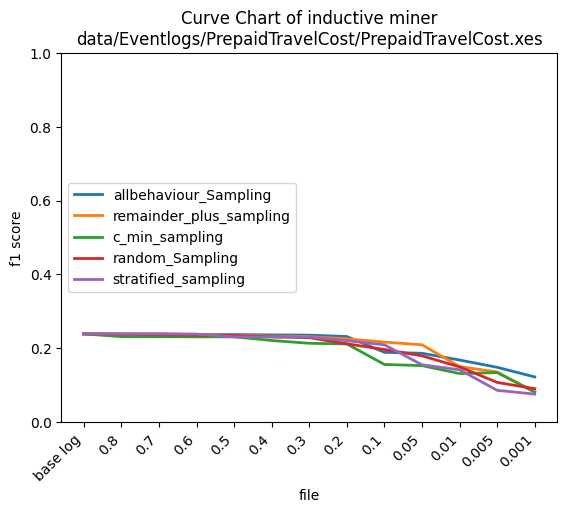 Curve Chart of inductive miner
data/Eventlogs/PrepaidTravelCost/PrepaidTravelCost.xes
1.0
0.8
0.6
0.4
0.2
0.0
f1 score
allbehaviour_Sampling
remainder_plus_sampling
c_min_sampling
random_Sampling
stratified_sampling
base log
0.8
0.7
0.6
0.5
0.4
0.3
0.2
0.1
0.05
0.01
0.005
0.001
file